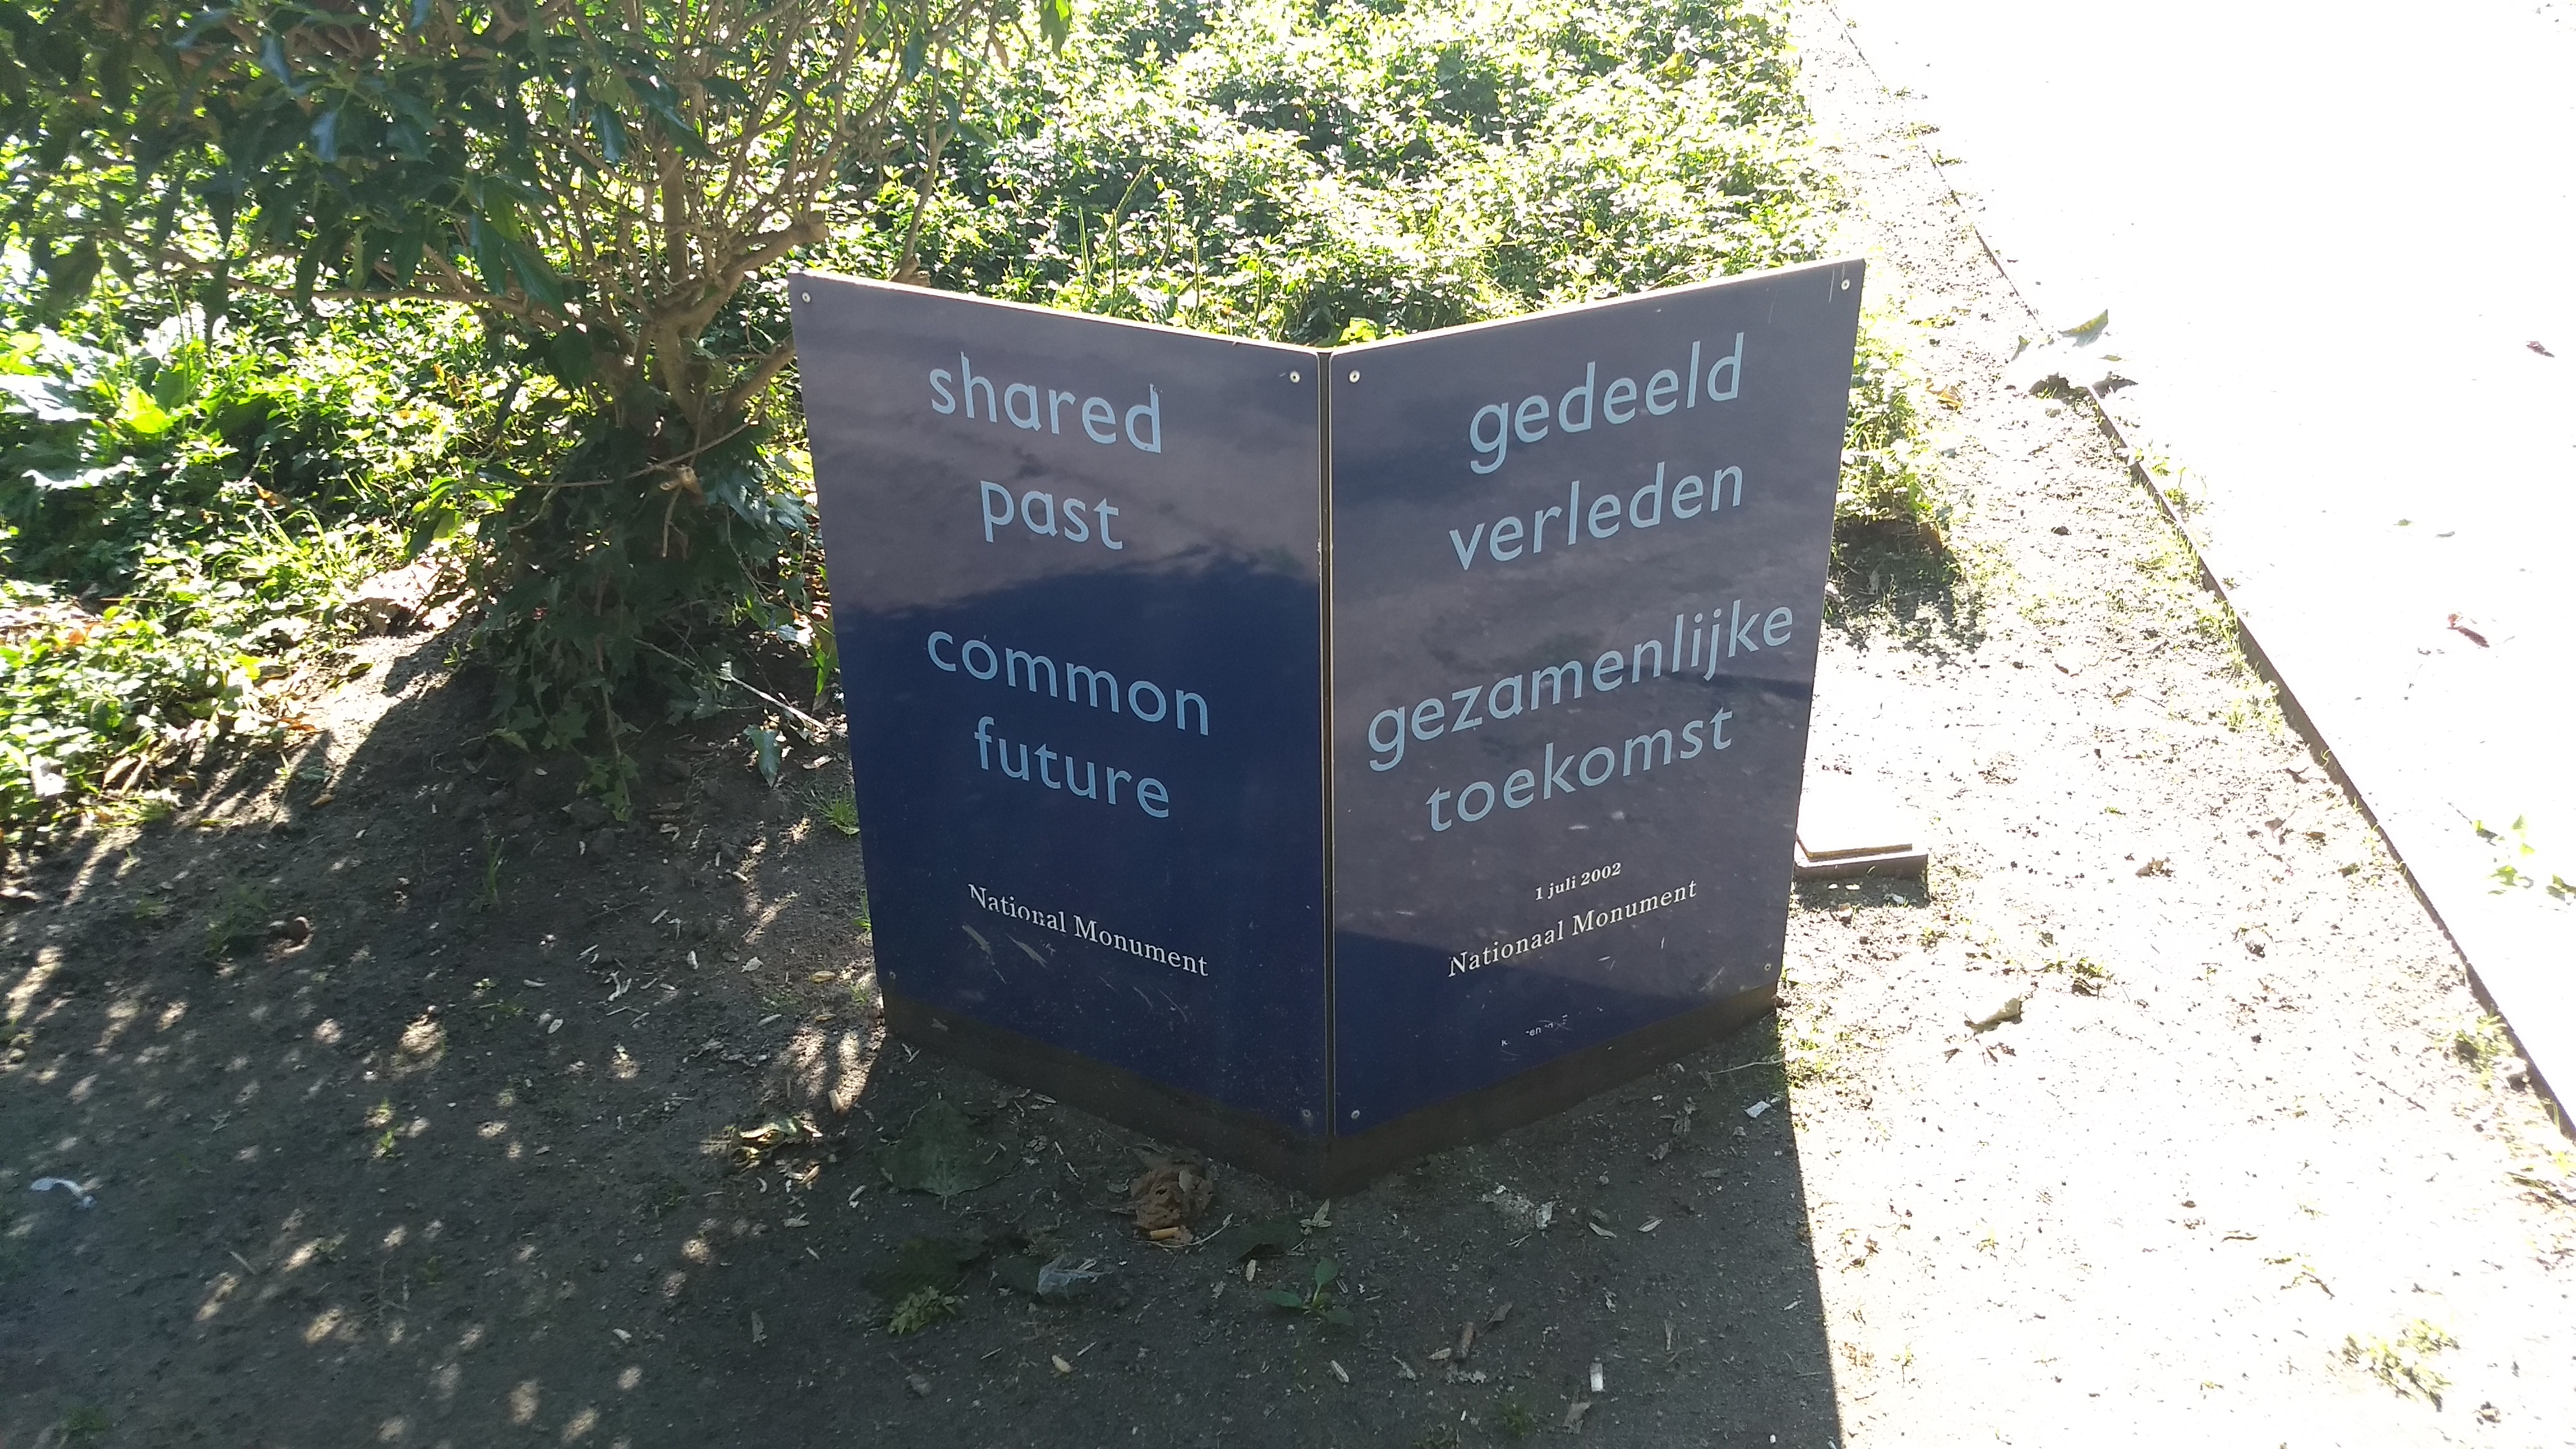 shared
past
common
future
National Monument
gedeeld
verleden
gezamenlijke
toekomst
1 juli 2002
Nationaal Monument